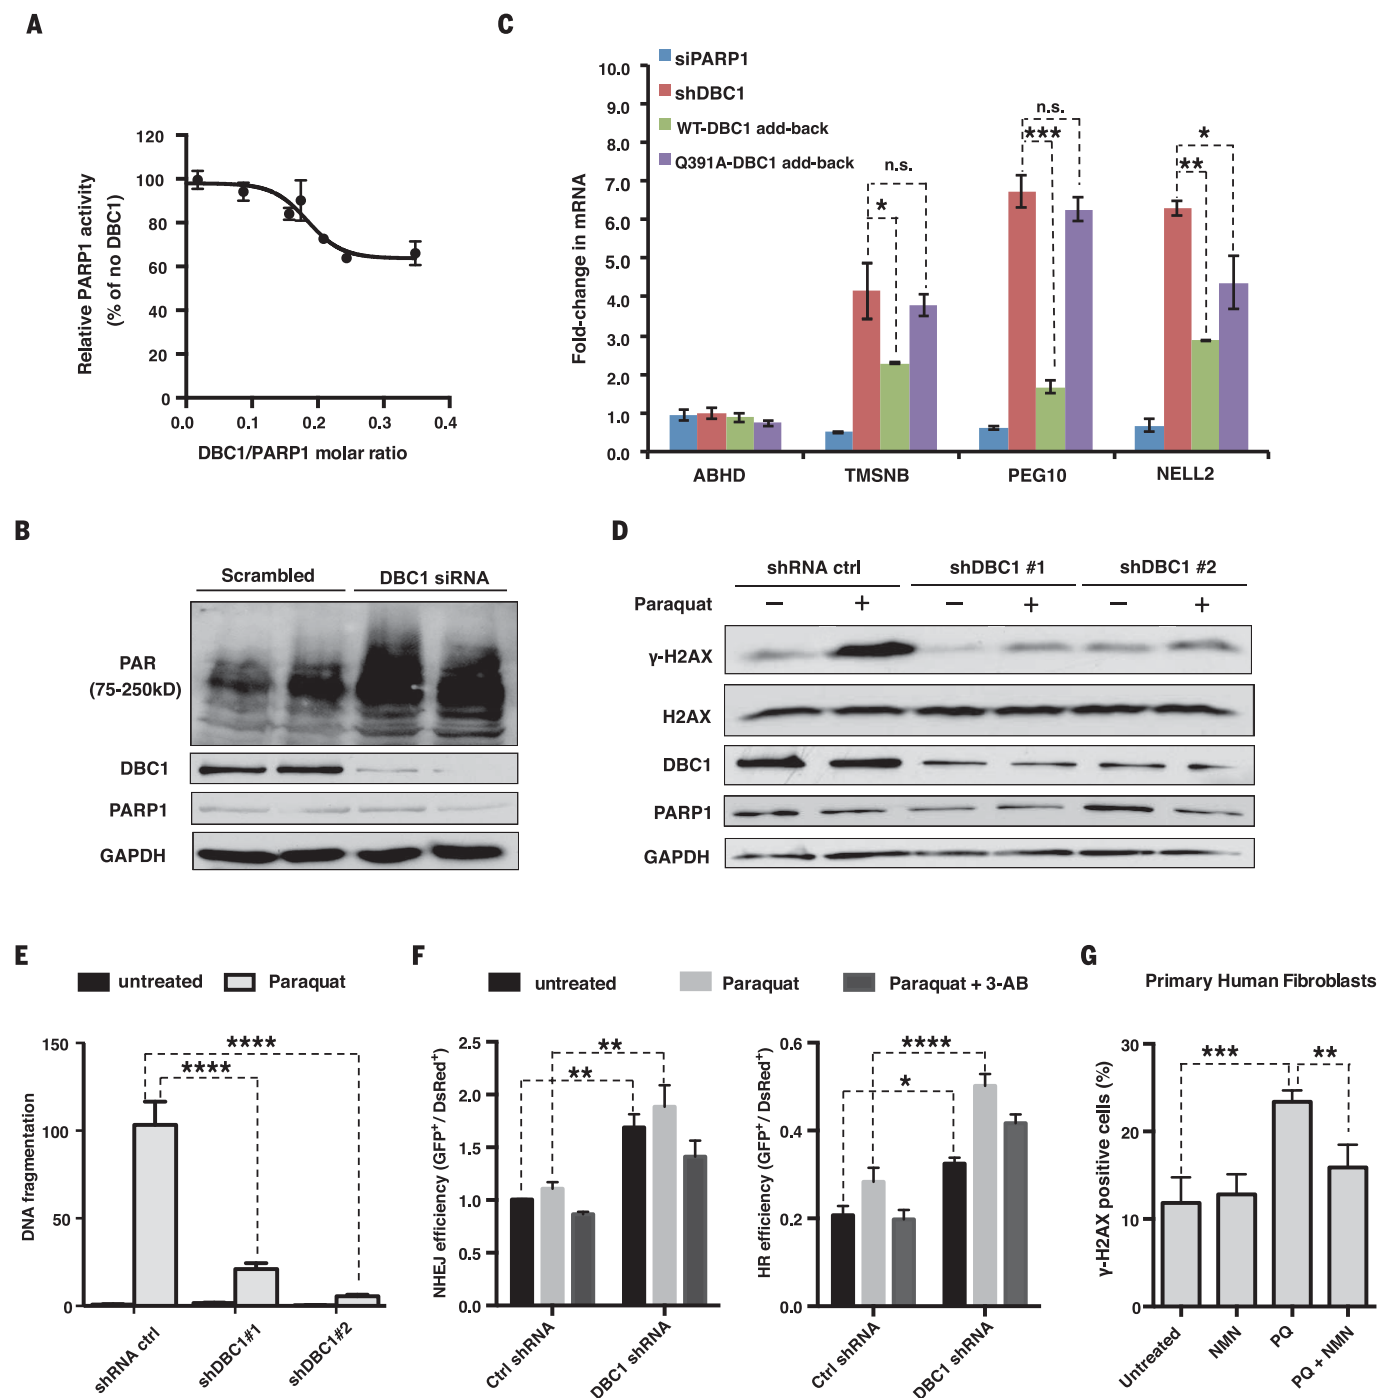 A
Relative PARP1 activity
(% of no DBC1)
120
100
80
60
40
20
0
0.0
0.1
0.2
0.3
0.4
DBC1/PARP1 molar ratio
C
siPARP1
shDBC1
WT-DBC1 add-back
Q391A-DBC1 add-back
Fold-change in mRNA
10.0
9.0
8.0
7.0
6.0
5.0
4.0
3.0
2.0
1.0
0.0
n.s.
*
n.s.
***
*
**
ABHD
TMSNB
PEG10
NELL2
B
Scrambled
DBC1 siRNA
PAR
(75-250kD)
DBC1
PARP1
GAPDH
D
shRNA ctrl
shDBC1 #1
shDBC1 #2
Paraquat
− + − + − +
γ-H2AX
H2AX
DBC1
PARP1
GAPDH
E
untreated
Paraquat
DNA fragmentation
150
100
50
0
****
****
shRNA ctrl
shDBC1#1
shDBC1#2
F
untreated
Paraquat
Paraquat + 3-AB
NHEJ efficiency (GFP+/ DsRed+)
2.5
2.0
1.5
1.0
0.5
0.0
**
**
Ctrl shRNA
DBC1 shRNA
HR efficiency (GFP+/ DsRed+)
0.6
0.4
0.2
0.0
****
*
Ctrl shRNA
DBC1 shRNA
G
Primary Human Fibroblasts
γ-H2AX positive cells (%)
30
20
10
0
***
**
Untreated
NMN
PQ
PQ + NMN